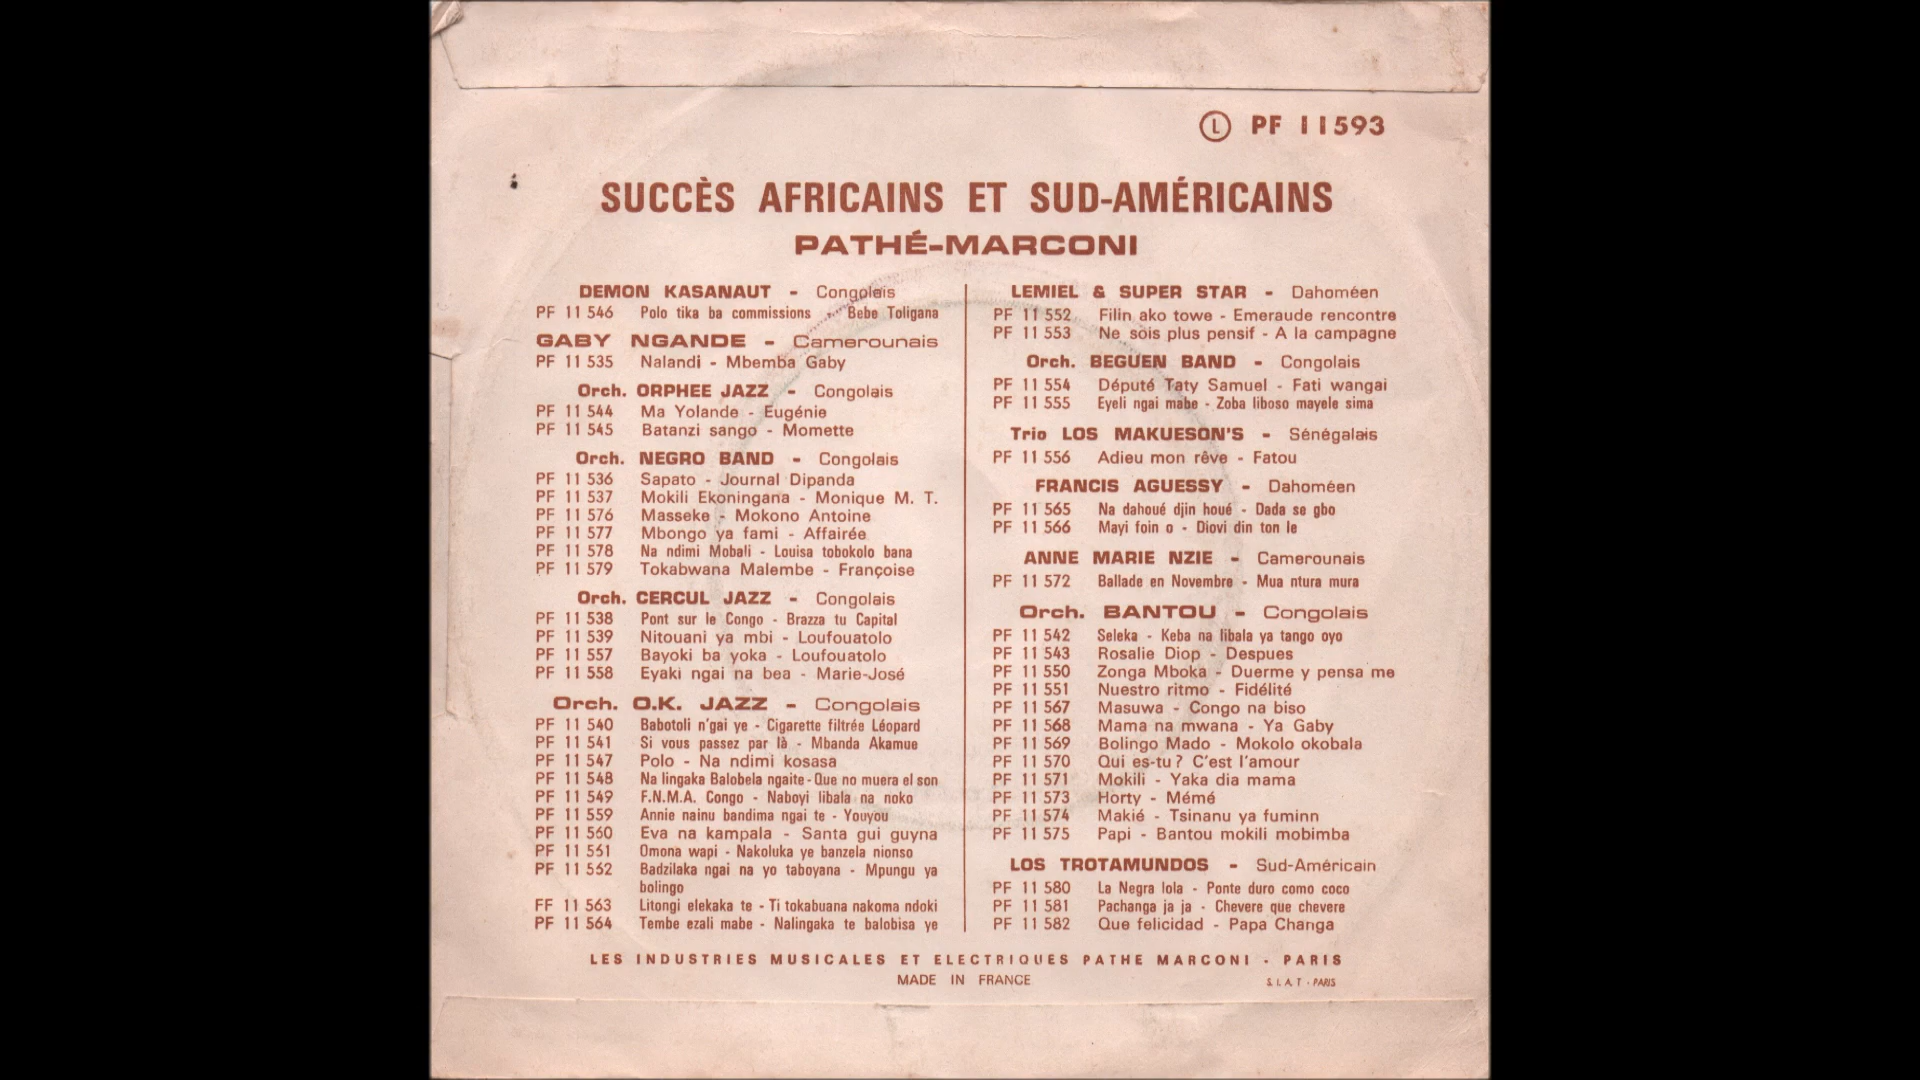 Ⓛ PF 11593
SUCCÈS AFRICAINS ET SUD-AMÉRICAINS
PATHÉ-MARCONI
DEMON KASANAUT - Congolais
PF 11 546 Polo tika ba commissions - Bebe Toligana
GABY NGANDE - Camerounais
PF 11 535 Nalandi - Mbemba Gaby
Orch. ORPHEE JAZZ - Congolais
PF 11 544 Ma Yolande - Eugénie
PF 11 545 Batanzi sango - Momette
Orch. NEGRO BAND - Congolais
PF 11 536 Sapato - Journal Dipanda
PF 11 537 Mokili Ekoningana - Monique M. T.
PF 11 576 Masseke - Mokono Antoine
PF 11 577 Mbongo ya fami - Affairée
PF 11 578 Na ndimi Mobali - Louisa tobokolo bana
PF 11 579 Tokabwana Malembe - Françoise
Orch. CERCUL JAZZ - Congolais
PF 11 538 Pont sur le Congo - Brazza tu Capital
PF 11 539 Nitouani ya mbi - Loufouatolo
PF 11 557 Bayoki ba yoka - Loufouatolo
PF 11 558 Eyaki ngai na bea - Marie-José
Orch. O.K. JAZZ - Congolais
PF 11 540 Babotoli n'gai ye - Cigarette filtrée Léopard
PF 11 541 Si vous passez par là - Mbanda Akamue
PF 11 547 Polo - Na ndimi kosasa
PF 11 548 Na lingaka Balobela ngaite - Que no muera el son
PF 11 549 F.N.M.A. Congo - Naboyi libala na noko
PF 11 559 Annie nainu bandima ngai te - Youyou
PF 11 560 Eva na kampala - Santa gui guyna
PF 11 561 Omona wapi - Nakoluka ye banzela nionso
PF 11 562 Badzilaka ngai na yo taboyana - Mpungu ya
bolingo
FF 11 563 Litongi elekaka te - Ti tokabuana nakoma ndoki
PF 11 564 Tembe ezali mabe - Nalingaka te balobisa ye
LEMIEL & SUPER STAR - Dahoméen
PF 11 552 Filin ako towe - Emeraude rencontre
PF 11 553 Ne sois plus pensif - A la campagne
Orch. BEGUEN BAND - Congolais
PF 11 554 Député Taty Samuel - Fati wangai
PF 11 555 Eyeli ngai mabe - Zoba liboso mayele sima
Trio LOS MAKUESON'S - Sénégalais
PF 11 556 Adieu mon rêve - Fatou
FRANCIS AGUESSY - Dahoméen
PF 11 565 Na dahoué djin houé - Dada se gbo
PF 11 566 Mayi foin o - Diovi din ton le
ANNE MARIE NZIE - Camerounais
PF 11 572 Ballade en Novembre - Mua ntura mura
Orch. BANTOU - Congolais
PF 11 542 Seleka - Keba na libala ya tango oyo
PF 11 543 Rosalie Diop - Despues
PF 11 550 Zonga Mboka - Duerme y pensa me
PF 11 551 Nuestro ritmo - Fidélité
PF 11 567 Masuwa - Congo na biso
PF 11 568 Mama na mwana - Ya Gaby
PF 11 569 Bolingo Mado - Mokolo okobala
PF 11 570 Qui es-tu ? C'est l'amour
PF 11 571 Mokili - Yaka dia mama
PF 11 573 Horty - Mémé
PF 11 574 Makié - Tsinanu ya fuminn
PF 11 575 Papi - Bantou mokili mobimba
LOS TROTAMUNDOS - Sud-Américain
PF 11 580 La Negra lola - Ponte duro como coco
PF 11 581 Pachanga ja ja - Chevere que chevere
PF 11 582 Que felicidad - Papa Changa
LES INDUSTRIES MUSICALES ET ELECTRIQUES PATHE MARCONI - PARIS
MADE IN FRANCE
S.I.A.T - PARIS